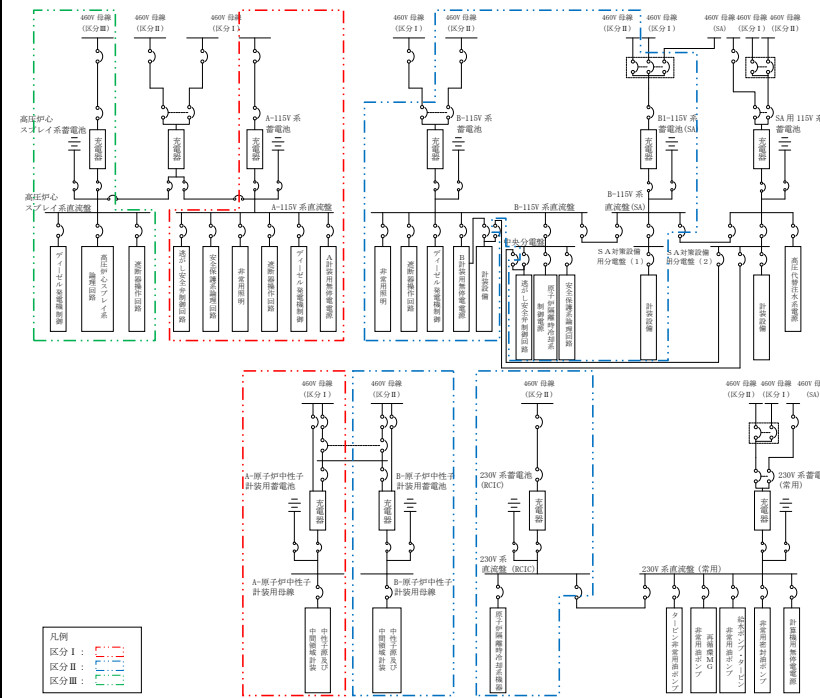 460V 母線
(区分Ⅲ)
460V 母線
(区分Ⅱ)
460V 母線
(区分Ⅰ)
460V 母線
(区分Ⅰ)
460V 母線
(区分Ⅰ)
460V 母線
(区分Ⅱ)
460V 母線
(区分Ⅱ)
460V 母線
(区分Ⅰ)
460V 母線
(SA)
460V 母線
(区分Ⅰ)
460V 母線
(区分Ⅱ)
高圧炉心
スプレイ系蓄電池
充電器
充電器
A-115V 系
蓄電池
充電器
B-115V 系
蓄電池
充電器
B1-115V 系
蓄電池(SA)
充電器
SA 用 115V 系
蓄電池
充電器
高圧炉心
スプレイ系直流盤
A-115V 系直流盤
B-115V 系直流盤
B-115V 系
直流盤(SA)
中央分電盤
SA対策設備
用分電盤（1）
SA対策設備
用分電盤（2）
ディーゼル発電機制御
高圧炉心スプレイ系
論理回路
遮断器操作回路
逃がし安全弁制御回路
安全保護系論理回路
非常用照明
遮断器操作回路
ディーゼル発電機制御
A計装用無停電電源
非常用照明
遮断器操作回路
ディーゼル発電機制御
B計装用無停電電源
計装設備
逃がし安全弁制御回路
原子炉隔離時冷却系
制御電源
安全保護系論理回路
計装設備
計装設備
高圧代替注水系電源
460V 母線
(区分Ⅰ)
460V 母線
(区分Ⅱ)
460V 母線
(区分Ⅱ)
460V 母線
(区分Ⅱ)
460V 母線
(区分Ⅰ)
460V 母
(SA)
A-原子炉中性子
計装用蓄電池
充電器
B-原子炉中性子
計装用蓄電池
充電器
230V 系蓄電池
(RCIC)
充電器
230V 系蓄電
(常用)
充電器
A-原子炉中性子
計装用母線
B-原子炉中性子
計装用母線
230V 系
直流盤 (RCIC)
230V 系直流盤 (常用)
中性子源及び
中間領域計装
中性子源及び
中間領域計装
原子炉隔離時冷却系機器
タービン非常用油ポンプ
再循環MG
非常用油ポンプ
給水ポンプ・タービン
非常用油ポンプ
非常用密封油ポンプ
計算機用無停電電源
凡例
区分Ⅰ：
区分Ⅱ：
区分Ⅲ：